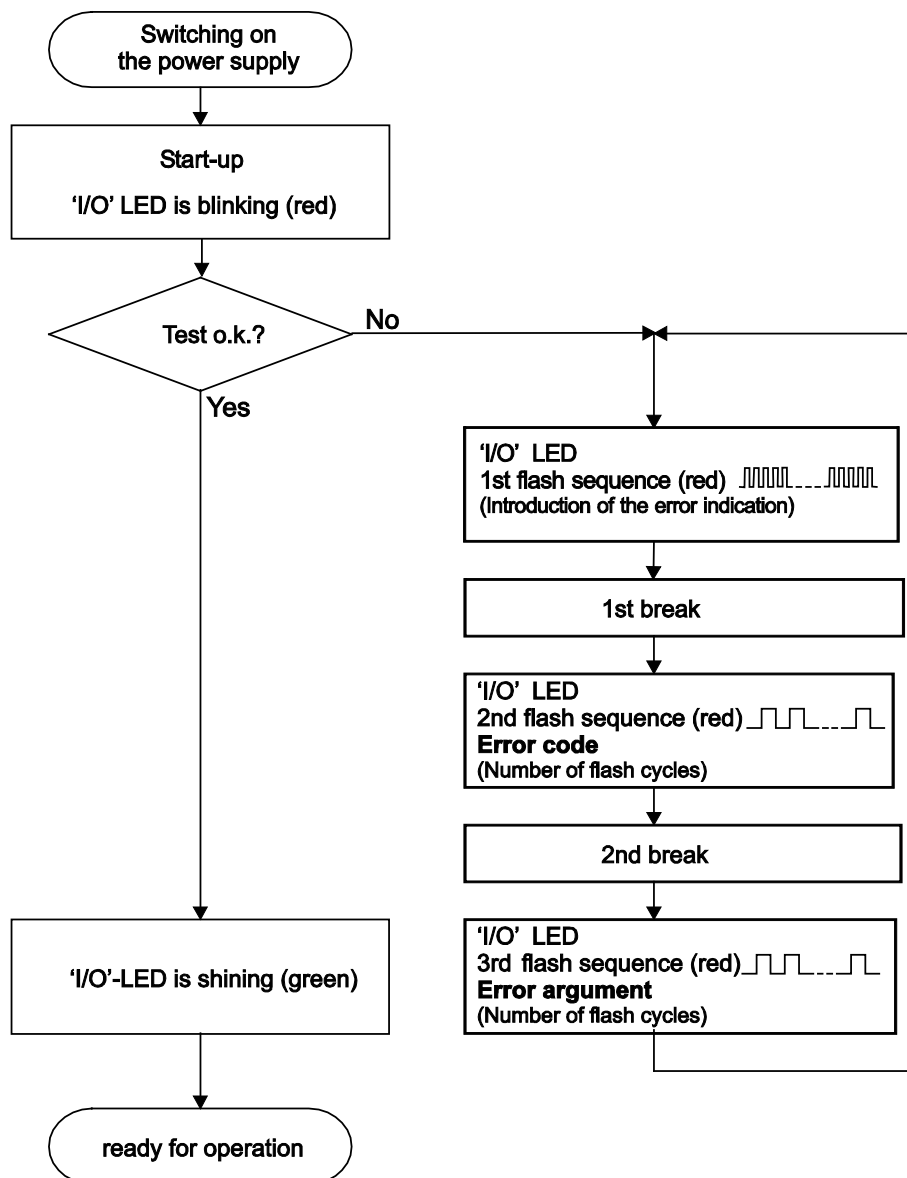 Switching on
the power supply
Start-up
‘I/O’ LED is blinking (red)
Test o.k.?
No
Yes
‘I/O’ LED
1st flash sequence (red)
(Introduction of the error indication)
1st break
‘I/O’ LED
2nd flash sequence (red)
Error code
(Number of flash cycles)
2nd break
‘I/O’ LED
3rd flash sequence (red)
Error argument
(Number of flash cycles)
‘I/O’-LED is shining (green)
ready for operation